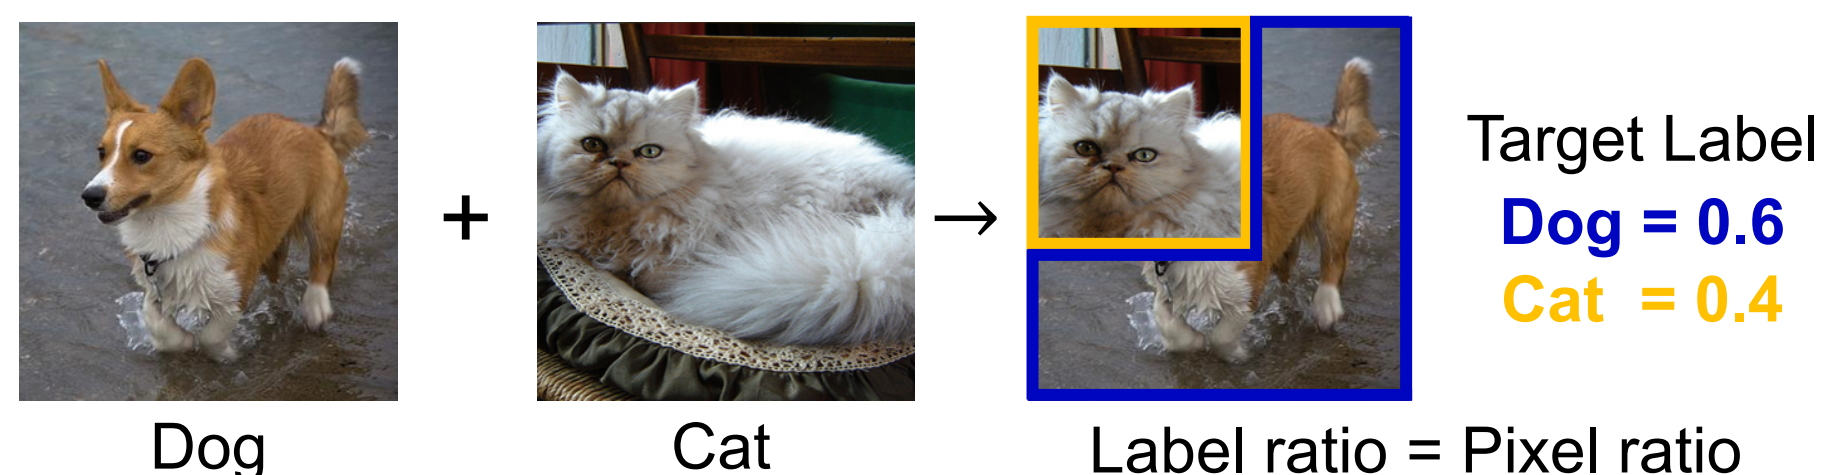 +
→
Target Label
Dog = 0.6
Cat = 0.4
Dog
Cat
Label ratio = Pixel ratio